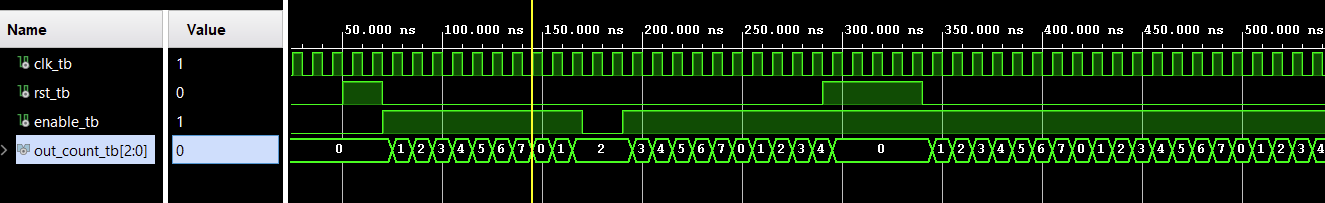 Name Value 50.000 ns 100.000 ns 150.000 ns 200.000 ns 250.000 ns 300.000 ns 350.000 ns 400.000 ns 450.000 ns 500.000 ns
clk_tb 1
rst_tb 0
enable_tb 1
out_count_tb[2:0] 0 0 1 2 3 4 5 6 7 0 1 2 3 4 5 6 7 0 1 2 3 4 0 1 2 3 4 5 6 7 0 1 2 3 4 5 6 7 0 1 2 3 4